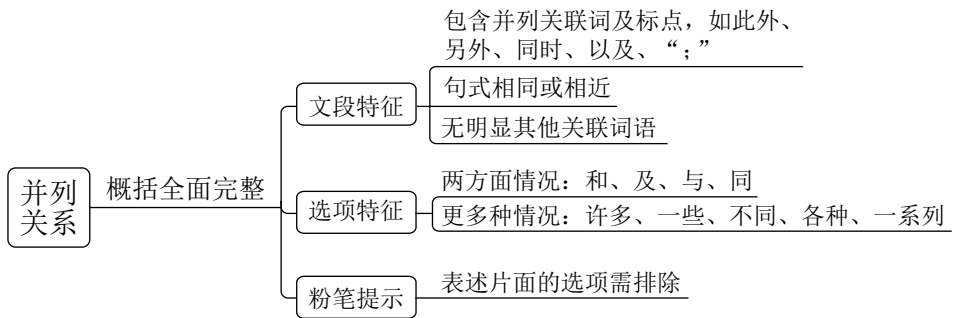 并列
关系
概括全面完整
文段特征
包含并列关联词及标点，如此外、
另外、同时、以及、“；”
句式相同或相近
无明显其他关联词语
选项特征
两方面情况：和、及、与、同
更多种情况：许多、一些、不同、各种、一系列
粉笔提示
表述片面的选项需排除